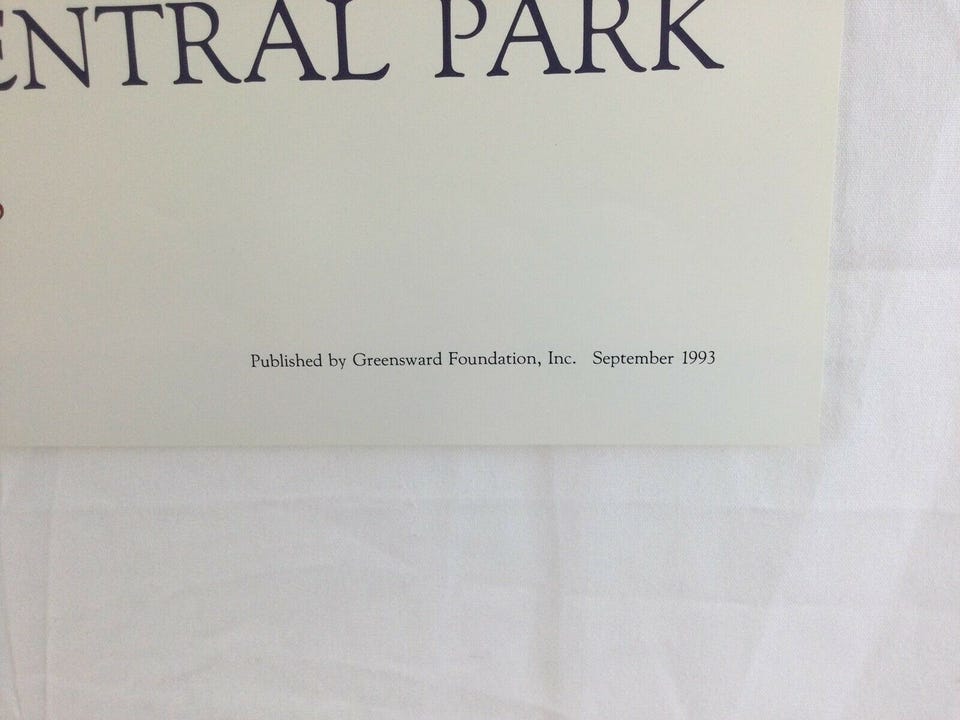 ENTRAL PARK
Published by Greensward Foundation, Inc. September 1993